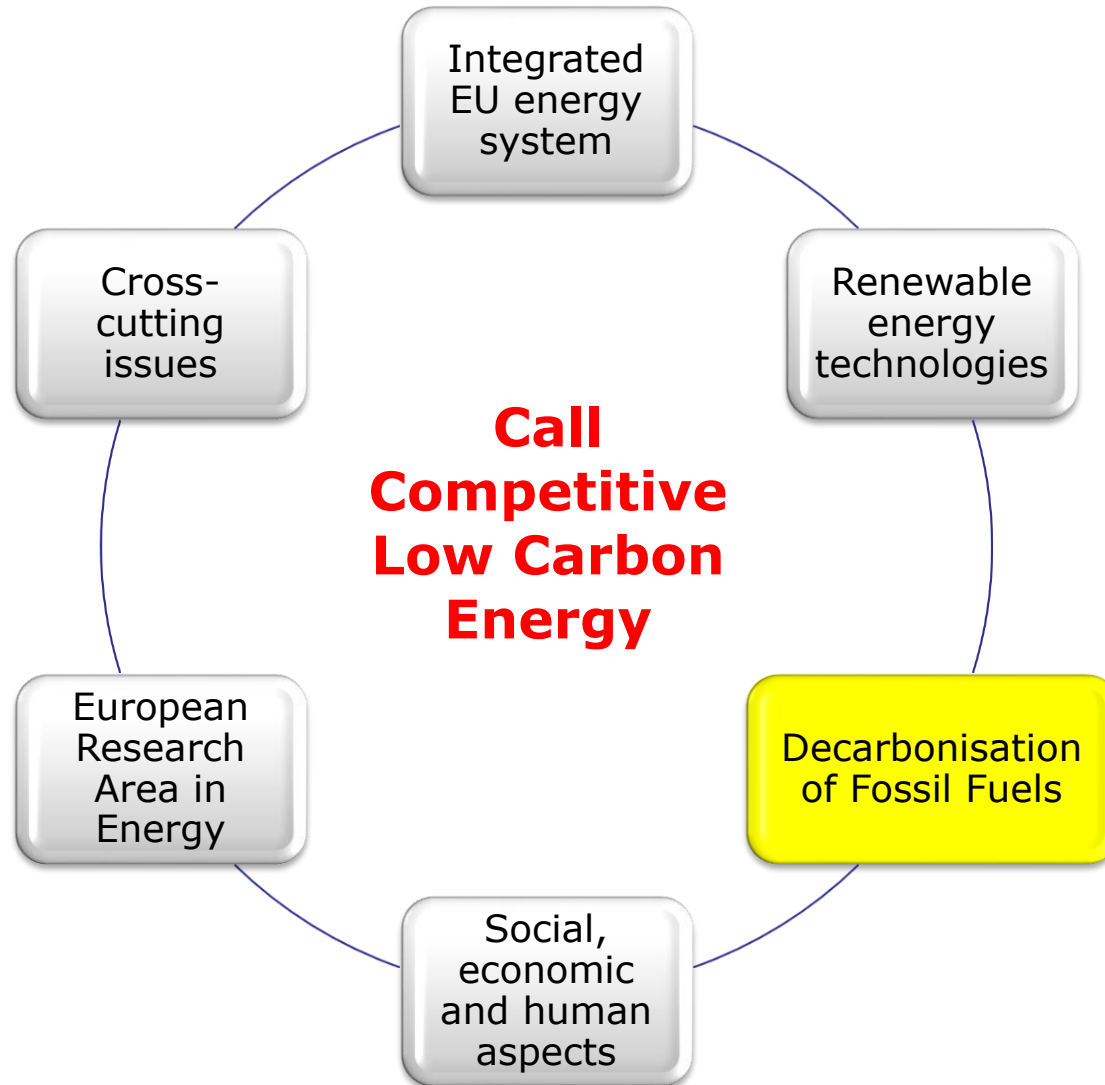 Integrated
EU energy
system
Renewable
energy
technologies
Decarbonisation
of Fossil Fuels
Social,
economic
and human
aspects
European
Research
Area in
Energy
Cross-
cutting
issues
Call
Competitive
Low Carbon
Energy